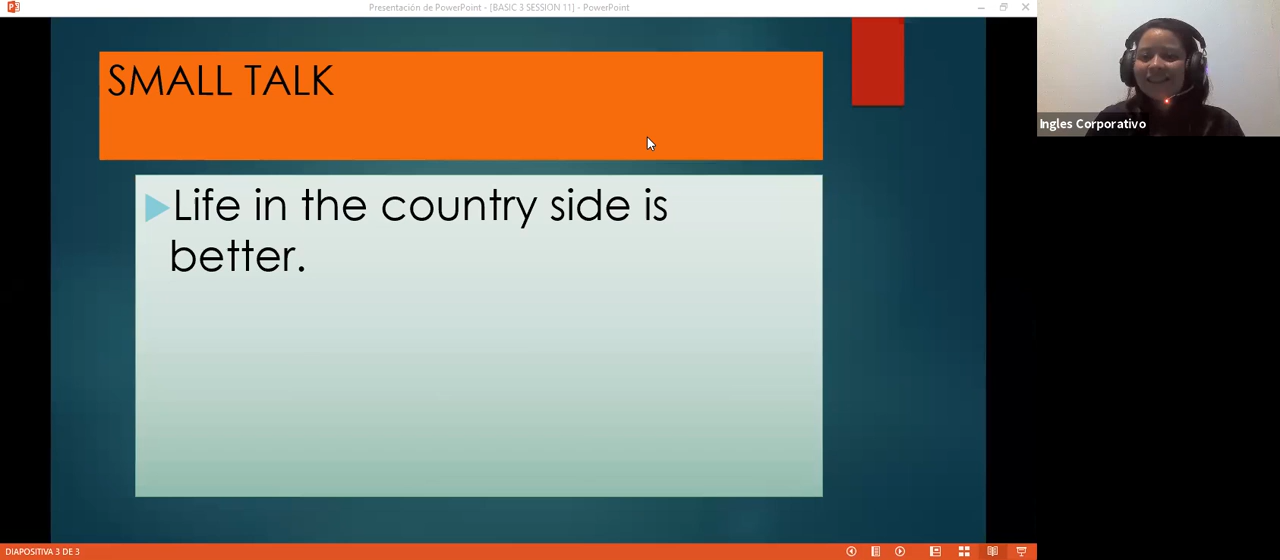 Presentación de PowerPoint - [BASIC 3 SESSION 11] - PowerPoint
SMALL TALK
Life in the country side is
better.
Ingles Corporativo
DIAPOSITIVA 3 DE 3